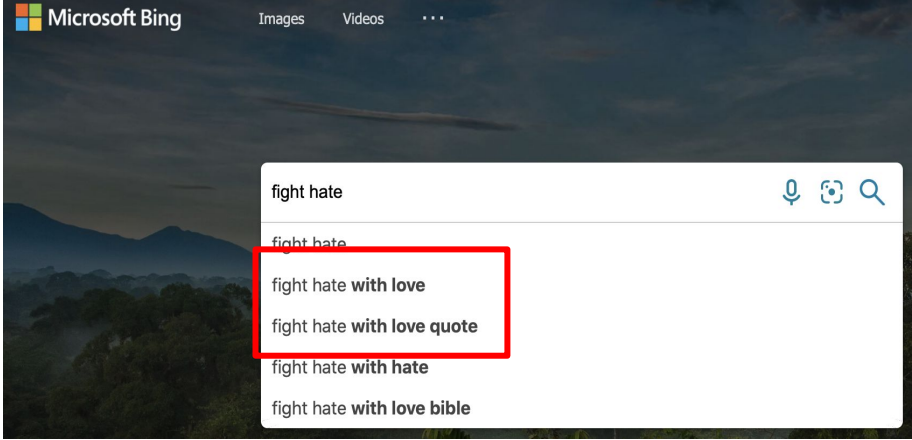 Microsoft Bing Images Videos ...
fight hate
fight hate
fight hate with love
fight hate with love quote
fight hate with hate
fight hate with love bible